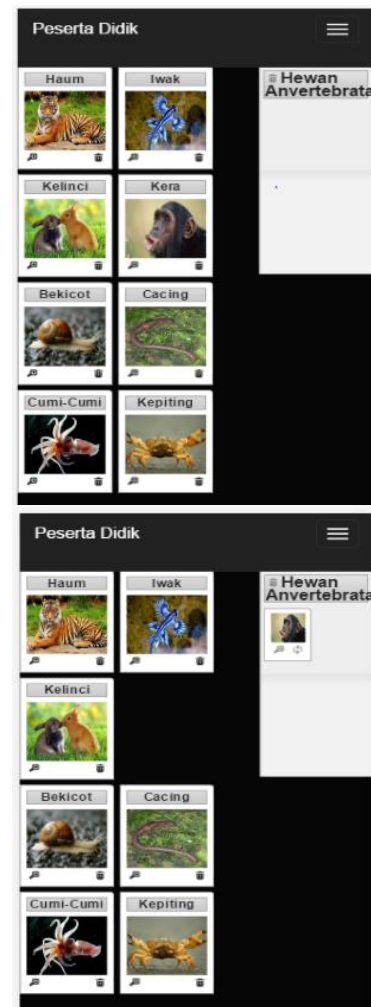 Peserta Didik
Haum
Iwak
Hewan
Anvertebrata
Kelinci
Kera
Bekicot
Cacing
Cumi-Cumi
Kepiting
Peserta Didik
Haum
Iwak
Hewan
Anvertebrata
Kelinci
Bekicot
Cacing
Cumi-Cumi
Kepiting